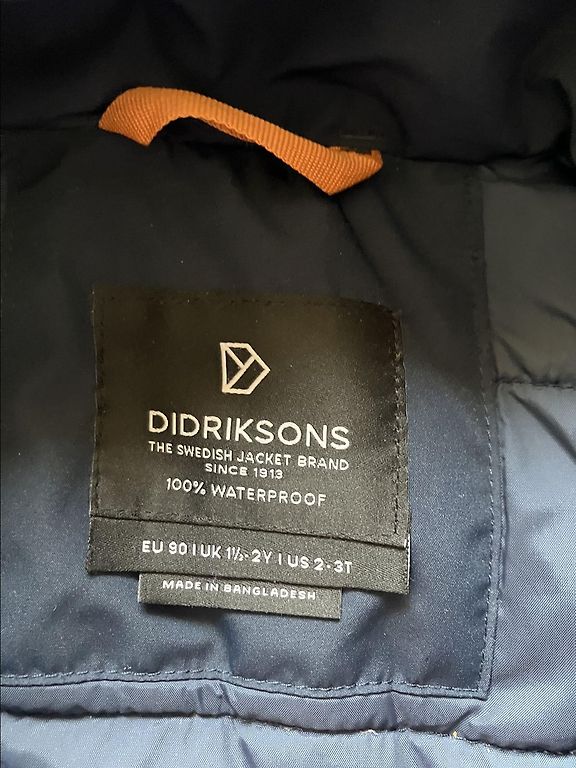 DIDRIKSONS
THE SWEDISH JACKET BRAND
SINCE 1913
100% WATERPROOF
EU 90 I UK 1½-2Y I US 2-3T
MADE IN BANGLADESH